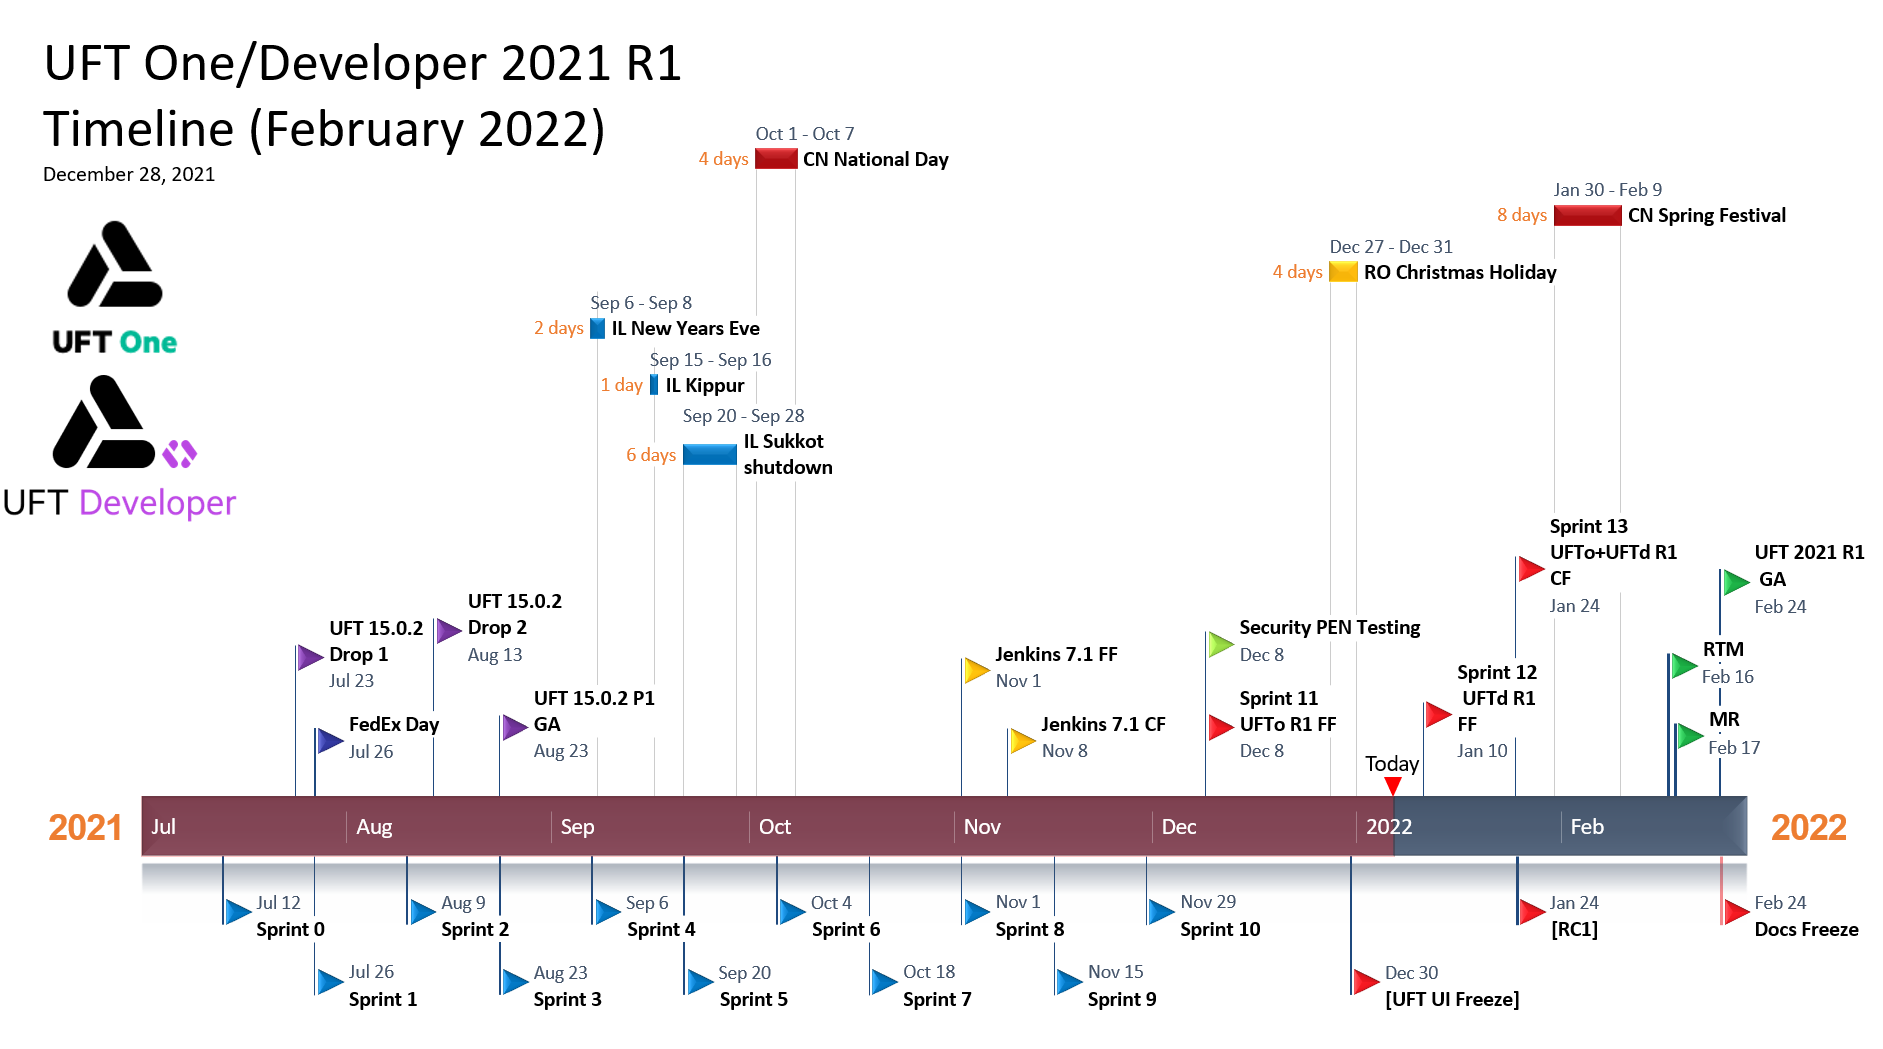 UFT One/Developer 2021 R1
Timeline (February 2022)
December 28, 2021
UFT One
UFT Developer
Oct 1 - Oct 7
4 days
CN National Day
Jan 30 - Feb 9
8 days
CN Spring Festival
Dec 27 - Dec 31
4 days
RO Christmas Holiday
Sep 6 - Sep 8
2 days
IL New Years Eve
Sep 15 - Sep 16
1 day
IL Kippur
Sep 20 - Sep 28
6 days
IL Sukkot
shutdown
UFT 15.0.2
Drop 1
Jul 23
FedEx Day
Jul 26
UFT 15.0.2
Drop 2
Aug 13
UFT 15.0.2 P1
GA
Aug 23
Jenkins 7.1 FF
Nov 1
Jenkins 7.1 CF
Nov 8
Security PEN Testing
Dec 8
Sprint 11
UFTo R1 FF
Dec 8
Today
Sprint 12
UFTd R1
FF
Jan 10
Sprint 13
UFTo+UFTd R1
CF
Jan 24
UFT 2021 R1
GA
Feb 24
RTM
Feb 16
MR
Feb 17
2021
Jul
Aug
Sep
Oct
Nov
Dec
2022
Feb
2022
Jul 12
Sprint 0
Jul 26
Sprint 1
Aug 9
Sprint 2
Aug 23
Sprint 3
Sep 6
Sprint 4
Sep 20
Sprint 5
Oct 4
Sprint 6
Oct 18
Sprint 7
Nov 1
Sprint 8
Nov 15
Sprint 9
Nov 29
Sprint 10
Dec 30
[UFT UI Freeze]
Jan 24
[RC1]
Feb 24
Docs Freeze